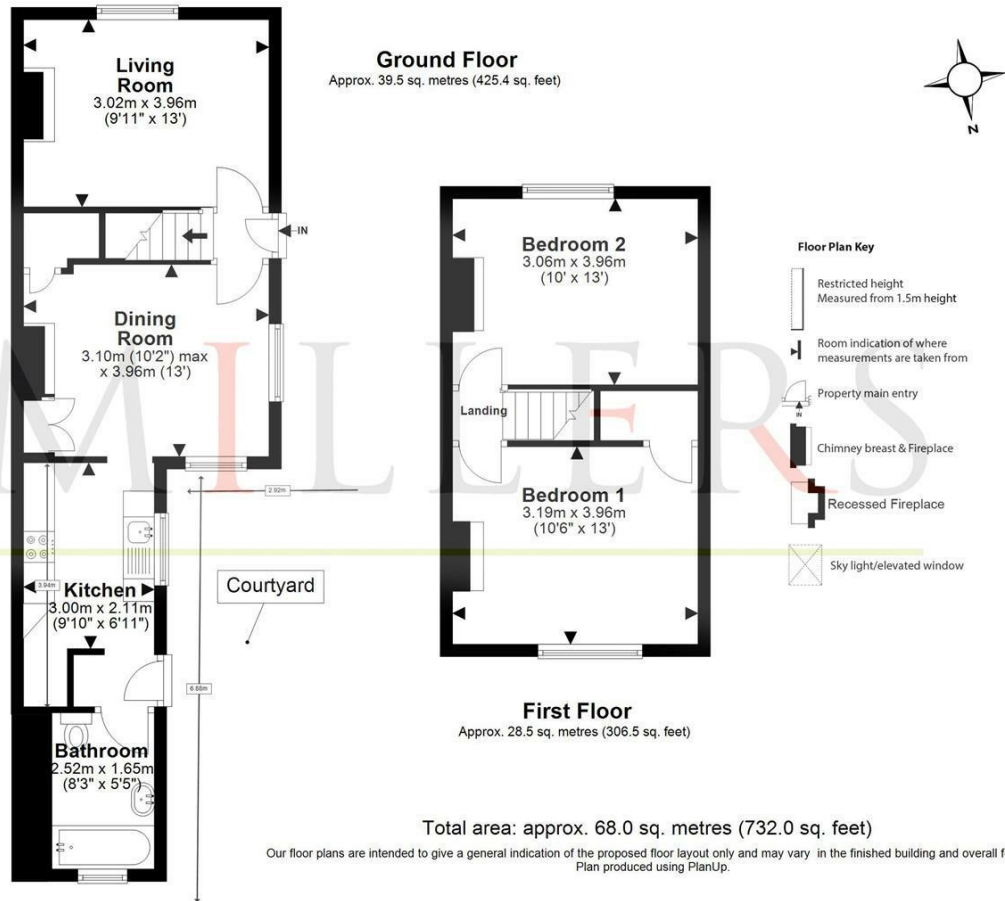 Ground Floor
Approx. 39.5 sq. metres (425.4 sq. feet)
Living
Room
3.02m x 3.96m
(9'11" x 13')
IN
Dining
Room
3.10m (10'2") max
x 3.96m (13')
2.92m
3.94m
Kitchen
3.00m x 2.11m
(9'10" x 6'11")
Courtyard
6.88m
Bathroom
2.52m x 1.65m
(8'3" x 5'5")
N
Bedroom 2
3.06m x 3.96m
(10' x 13')
Landing
Bedroom 1
3.19m x 3.96m
(10'6" x 13')
First Floor
Approx. 28.5 sq. metres (306.5 sq. feet)
Floor Plan Key
Restricted height
Measured from 1.5m height
Room indication of where
measurements are taken from
Property main entry
IN
Chimney breast & Fireplace
Recessed Fireplace
Sky light/elevated window
MILLERS
Total area: approx. 68.0 sq. metres (732.0 sq. feet)
Our floor plans are intended to give a general indication of the proposed floor layout only and may vary in the finished building and overall
Plan produced using PlanUp.